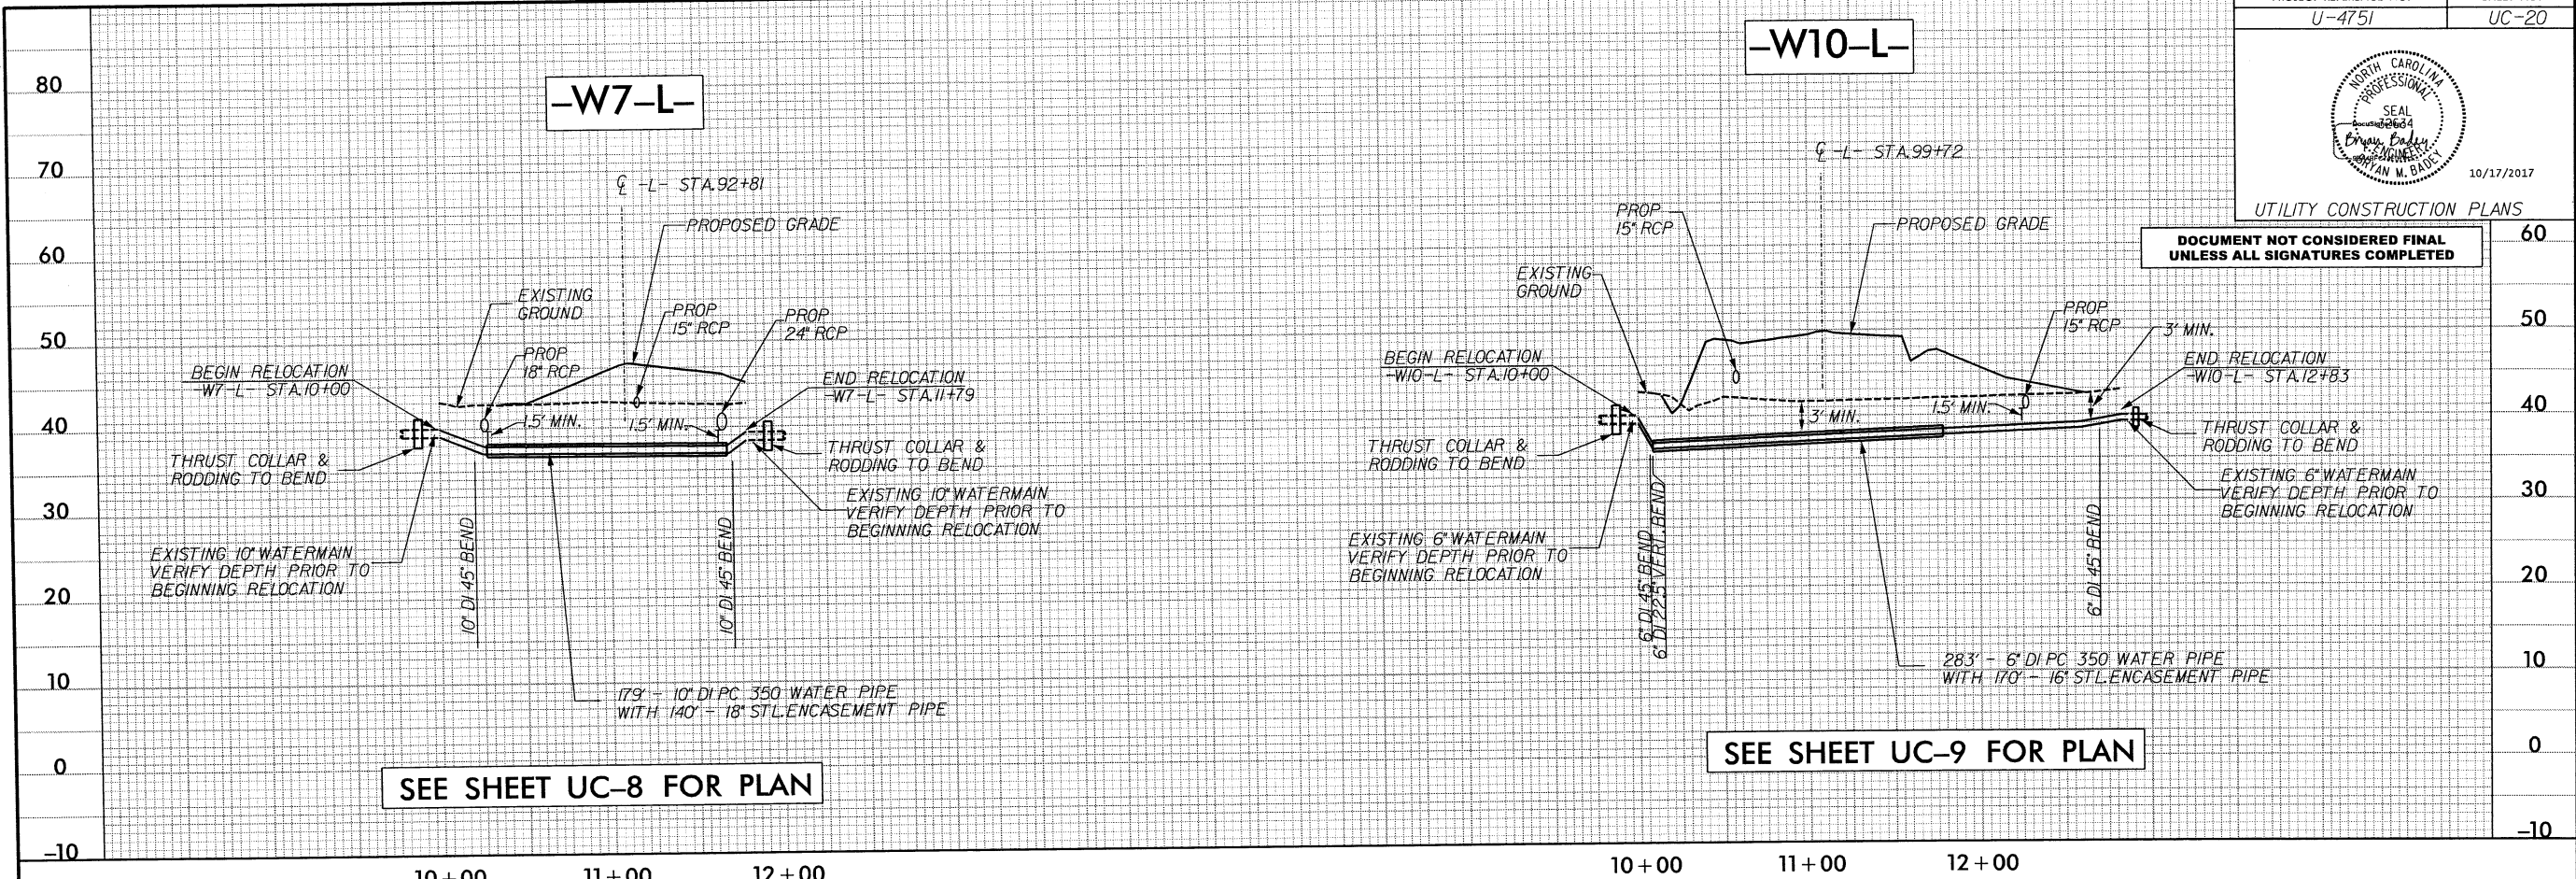 U-4751
UC-20
NORTH CAROLINA
PROFESSIONAL
SEAL
32634
ENGINEER
BRYAN M. BADEY
10/17/2017
UTILITY CONSTRUCTION PLANS
DOCUMENT NOT CONSIDERED FINAL
UNLESS ALL SIGNATURES COMPLETED
80
70
60
50
40
30
20
10
0
-10
-W7-L-
℄ -L- STA.92+81
PROPOSED GRADE
EXISTING
GROUND
PROP
15" RCP
PROP
24" RCP
PROP
18" RCP
BEGIN RELOCATION
-W7-L- STA.10+00
END RELOCATION
-W7-L- STA.11+79
1.5' MIN.
1.5' MIN.
THRUST COLLAR &
RODDING TO BEND
THRUST COLLAR &
RODDING TO BEND
EXISTING 10" WATERMAIN
VERIFY DEPTH PRIOR TO
BEGINNING RELOCATION
EXISTING 10" WATERMAIN
VERIFY DEPTH PRIOR TO
BEGINNING RELOCATION
10" DI 45° BEND
10" DI 45° BEND
179' - 10" DI PC 350 WATER PIPE
WITH 140' - 18" STL.ENCASEMENT PIPE
SEE SHEET UC-8 FOR PLAN
10+00
11+00
12+00
-W10-L-
℄ -L- STA.99+72
PROP
15" RCP
PROPOSED GRADE
EXISTING
GROUND
PROP
15" RCP
3' MIN.
BEGIN RELOCATION
-W10-L- STA.10+00
END RELOCATION
-W10-L- STA.12+83
3' MIN.
1.5' MIN.
THRUST COLLAR &
RODDING TO BEND
THRUST COLLAR &
RODDING TO BEND
EXISTING 6" WATERMAIN
VERIFY DEPTH PRIOR TO
BEGINNING RELOCATION
EXISTING 6" WATERMAIN
VERIFY DEPTH PRIOR TO
BEGINNING RELOCATION
6" DI 45° BEND
6" DI 22.5° VERT. BEND
6" DI 45° BEND
283' - 6" DI PC 350 WATER PIPE
WITH 170' - 16" STL.ENCASEMENT PIPE
SEE SHEET UC-9 FOR PLAN
10+00
11+00
12+00
60
50
40
30
20
10
0
-10